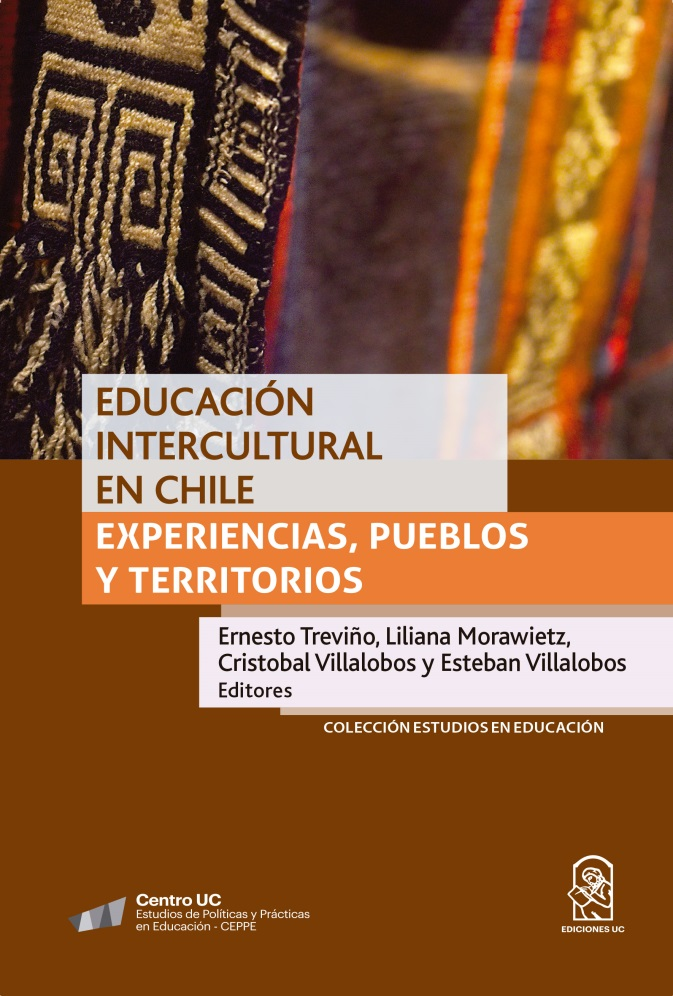 EDUCACIÓN
INTERCULTURAL
EN CHILE
EXPERIENCIAS, PUEBLOS
Y TERRITORIOS
Ernesto Treviño, Liliana Morawietz,
Cristobal Villalobos y Esteban Villalobos
Editores
COLECCIÓN ESTUDIOS EN EDUCACIÓN
Centro UC
Estudios de Políticas y Prácticas
en Educación - CEPPE
EDICIONES UC